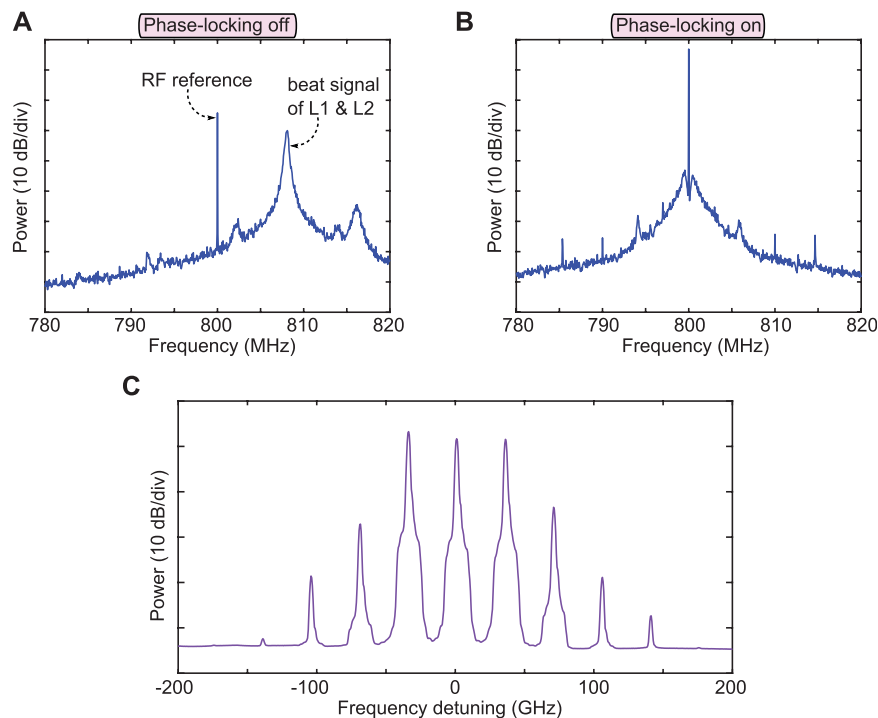 A
Phase-locking off
Power (10 dB/div)
RF reference
beat signal
of L1 & L2
780 790 800 810 820
Frequency (MHz)
B
Phase-locking on
Power (10 dB/div)
780 790 800 810 820
Frequency (MHz)
C
Power (10 dB/div)
-200 -100 0 100 200
Frequency detuning (GHz)